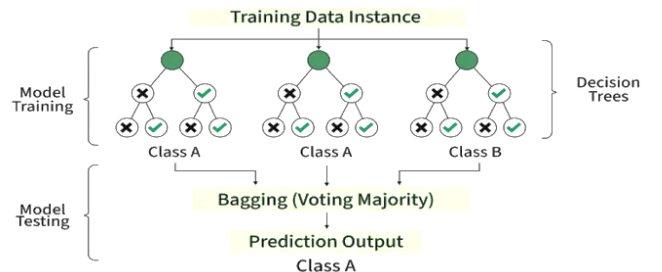 Training Data Instance
Model
Training
Decision
Trees
Class A
Class A
Class B
Model
Testing
Bagging (Voting Majority)
Prediction Output
Class A